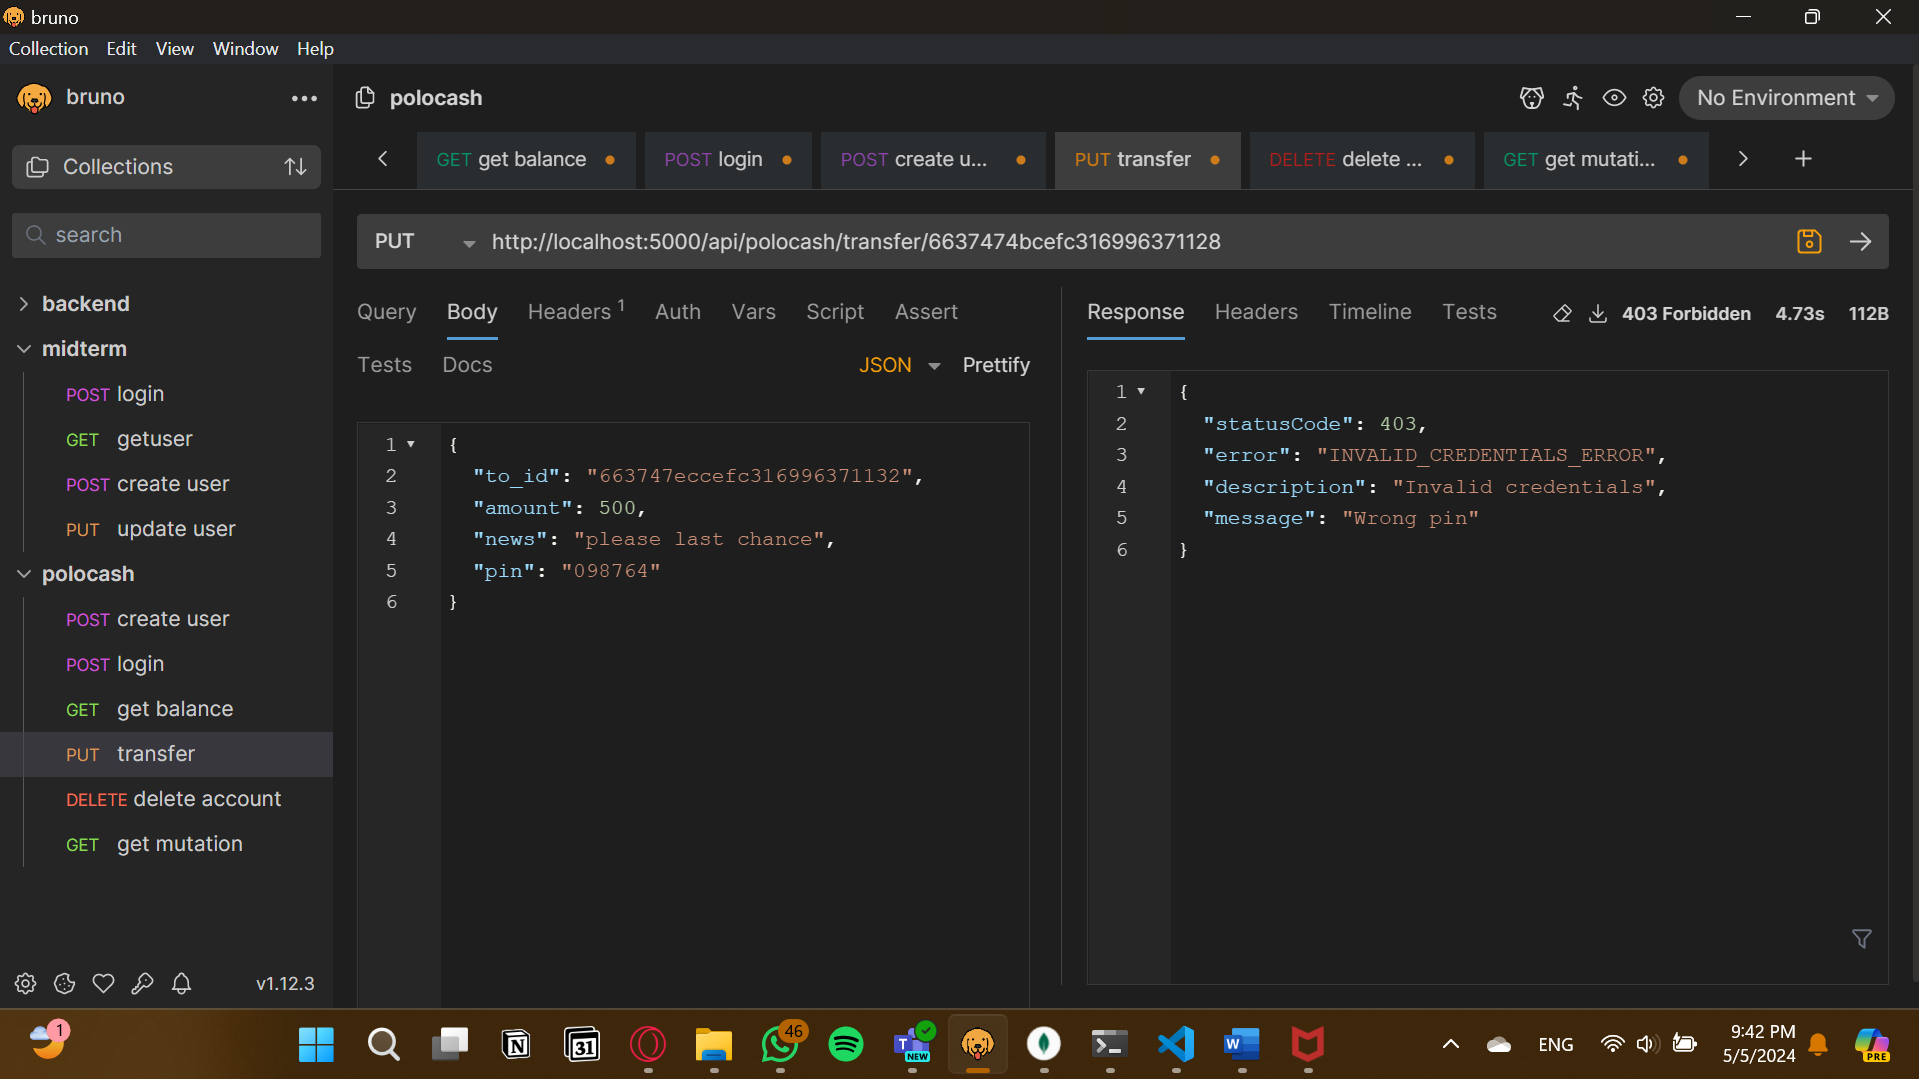 bruno
Collection Edit View Window Help
bruno
polocash
No Environment
Collections
GET get balance
POST login
POST create u...
PUT transfer
DELETE delete ...
GET get mutati...
search
PUT http://localhost:5000/api/polocash/transfer/6637474bcefc316996371128
backend
midterm
POST login
GET getuser
POST create user
PUT update user
polocash
POST create user
POST login
GET get balance
PUT transfer
DELETE delete account
GET get mutation
v1.12.3
Query Body Headers 1 Auth Vars Script Assert
Tests Docs JSON Prettify
1 {
2 "to_id": "663747eccefc316996371132",
3 "amount": 500,
4 "news": "please last chance",
5 "pin": "098764"
6 }
Response Headers Timeline Tests 403 Forbidden 4.73s 112B
1 {
2 "statusCode": 403,
3 "error": "INVALID_CREDENTIALS_ERROR",
4 "description": "Invalid credentials",
5 "message": "Wrong pin"
6 }
1
31
46
T
NEW
W
ENG
9:42 PM
5/5/2024
PRE